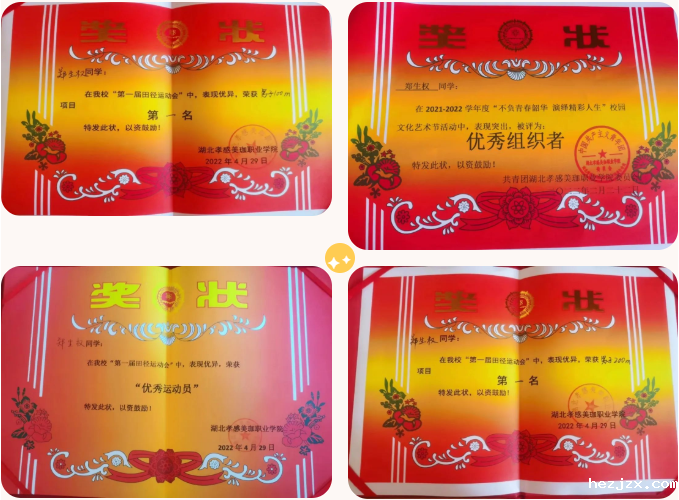 奖状
郑生权同学：
在我校“第一届田径运动会”中，表现优异，荣获男子100m
项目
第一名
特发此状，以资鼓励！
湖北孝感美珈职业学院
2022年4月29日
奖状
郑生权 同学：
在2021-2022学年度“不负青春韶华 演绎精彩人生”校园
文化艺术节活动中，表现突出。被评为：
优秀组织者
特发此状，以资鼓励！
共青团湖北孝感美珈职业学院委员会
奖状
郑生权同学：
在我校“第一届田径运动会”中，表现优异，荣获
“优秀运动员”
特发此状，以资鼓励！
湖北孝感美珈职业学院
2022年4月29日
奖状
郑生权同学：
在我校“第一届田径运动会”中，表现优异，荣获男子200m
项目
第一名
特发此状，以资鼓励！
湖北孝感美珈职业学院
2022年4月29日
hezjzx.com